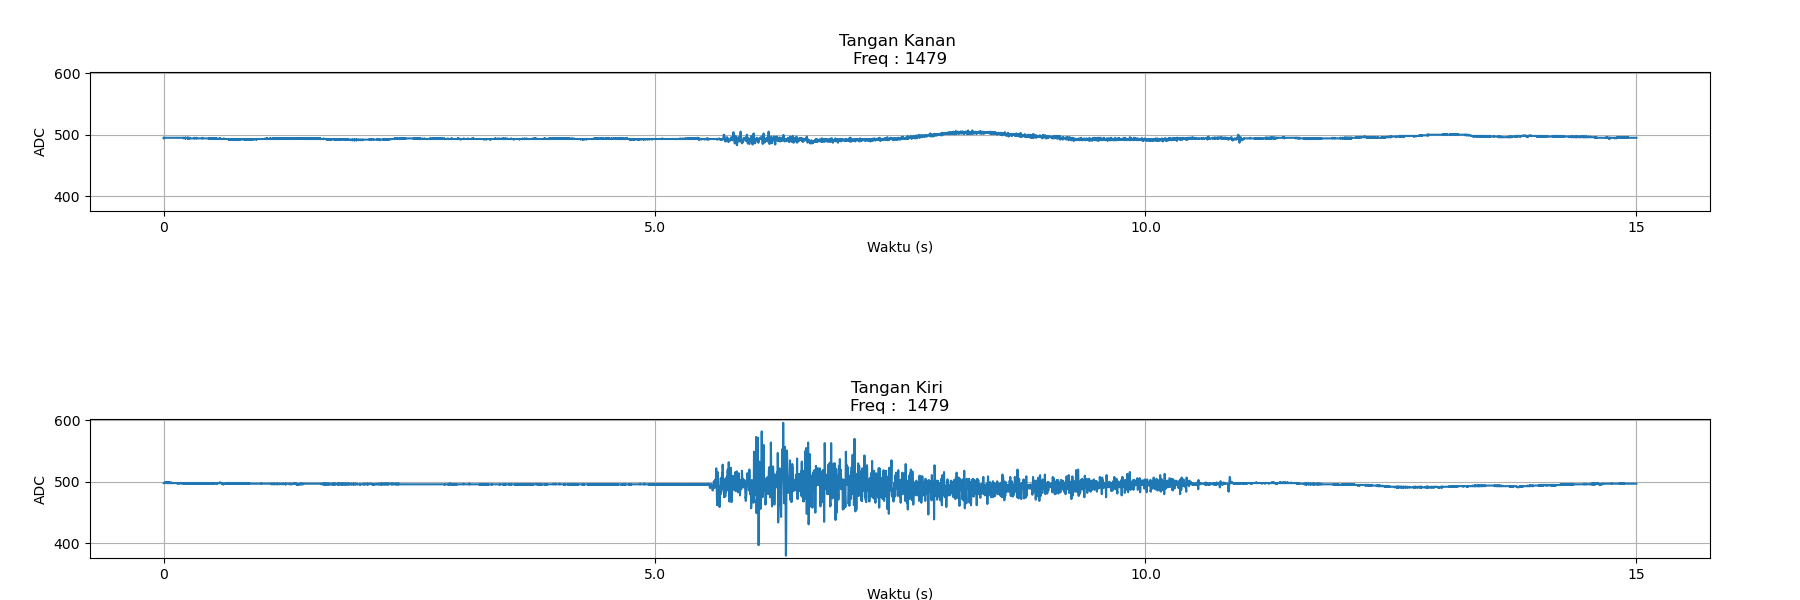 Tangan Kanan
Freq : 1479
600
500
400
ADC
0 5.0 10.0 15
Waktu (s)
Tangan Kiri
Freq :  1479
600
500
400
ADC
0 5.0 10.0 15
Waktu (s)